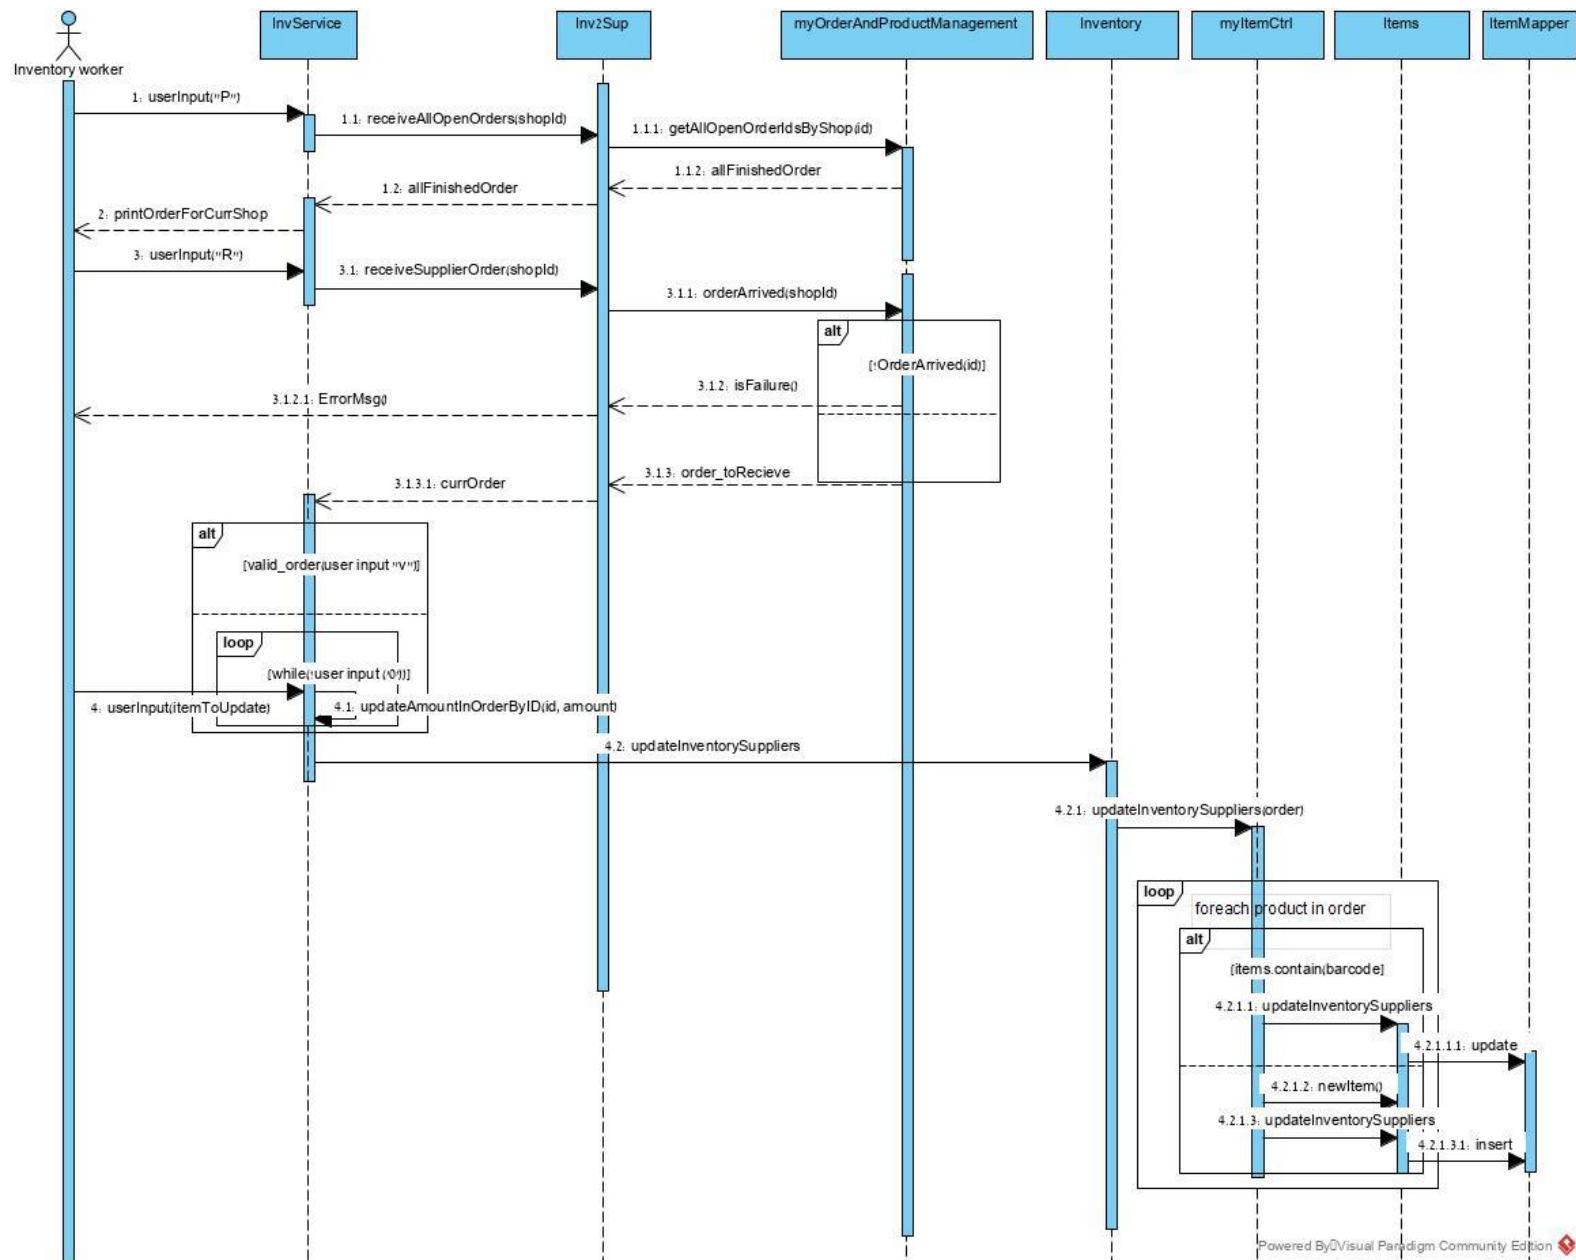 InvService
Inv2Sup
myOrderAndProductManagement
Inventory
myItemCtrl
Items
ItemMapper
Inventory worker
1: userInput("P")
1.1: receiveAllOpenOrders(shopId)
1.1.1: getAllOpenOrderIdsByShop(id)
1.1.2: allFinishedOrder
1.2: allFinishedOrder
2: printOrderForCurrShop
3: userInput("R")
3.1: receiveSupplierOrder(shopId)
3.1.1: orderArrived(shopId)
alt
[!OrderArrived(id)]
3.1.2: isFailure()
3.1.2.1: ErrorMsg()
3.1.3: order_toRecieve
3.1.3.1: currOrder
alt
[valid_order(user input "v")]
loop
[while(!user input ('0'))]
4: userInput(itemToUpdate)
4.1: updateAmountInOrderByID(id, amount)
4.2: updateInventorySuppliers
4.2.1: updateInventorySuppliers(order)
loop
foreach product in order
alt
[items.contain(barcode]
4.2.1.1: updateInventorySuppliers
4.2.1.1.1: update
4.2.1.2: newItem()
4.2.1.3: updateInventorySuppliers
4.2.1.3.1: insert
Powered By Visual Paradigm Community Edition